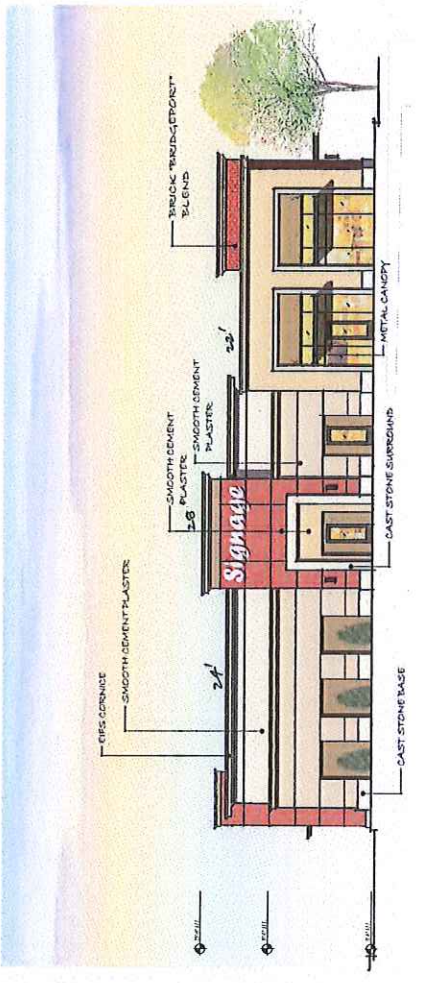 EIFS CORNICE
SMOOTH CEMENT PLASTER
SMOOTH CEMENT
PLASTER
SMOOTH CEMENT
PLASTER
BRICK "BRIDGEPORT"
BLEND
24'
28'
22'
Signage
CAST STONE BASE
CAST STONE SURROUND
METAL CANOPY